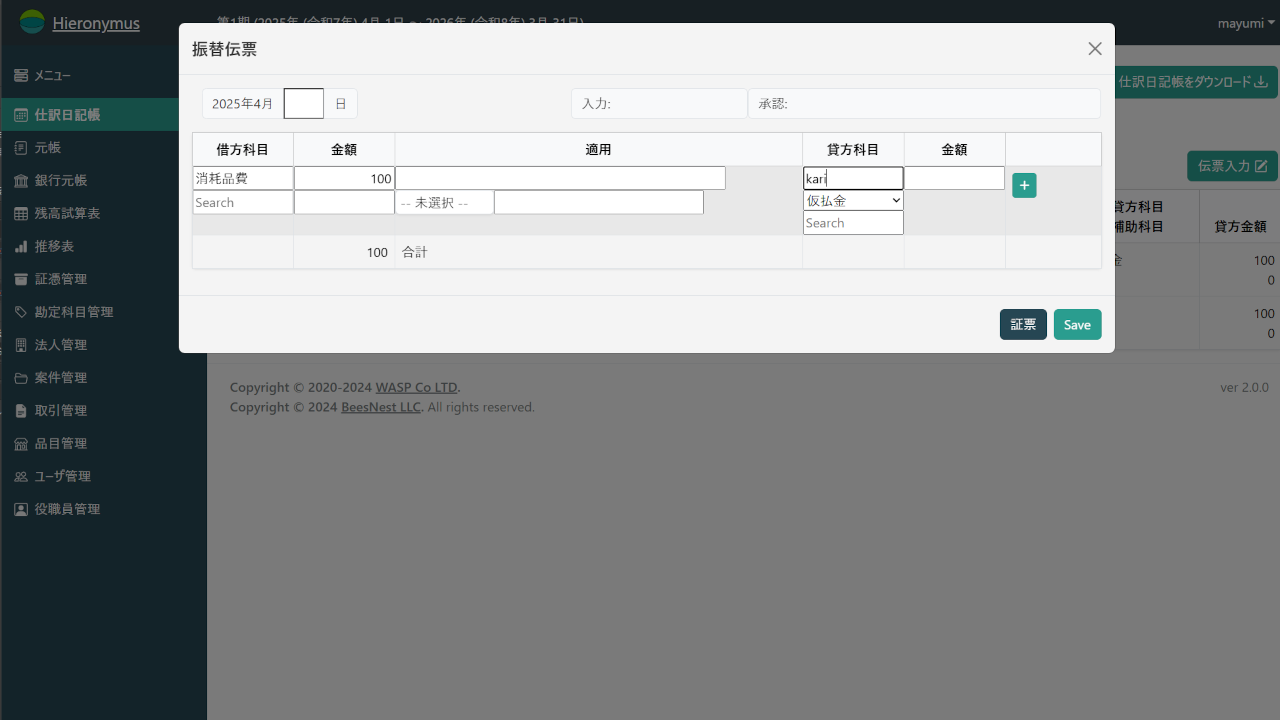 Hieronymus
第1期 (2025年 (令和7年) 4月 1日 ～ 2026年 (令和8年) 3月 31日)
mayumi
メニュー
仕訳日記帳
元帳
銀行元帳
残高試算表
推移表
証憑管理
勘定科目管理
法人管理
案件管理
取引管理
品目管理
ユーザ管理
役職員管理
仕訳日記帳をダウンロード
伝票入力
貸方科目
補助科目
貸方金額
金
100
0
100
0
振替伝票
2025年4月 日 入力: 承認:
借方科目 金額 適用 貸方科目 金額
消耗品費 100 kari
Search -- 未選択 -- 仮払金
Search
100 合計
証票 Save
Copyright © 2020-2024 WASP Co LTD.
Copyright © 2024 BeesNest LLC. All rights reserved.
ver 2.0.0